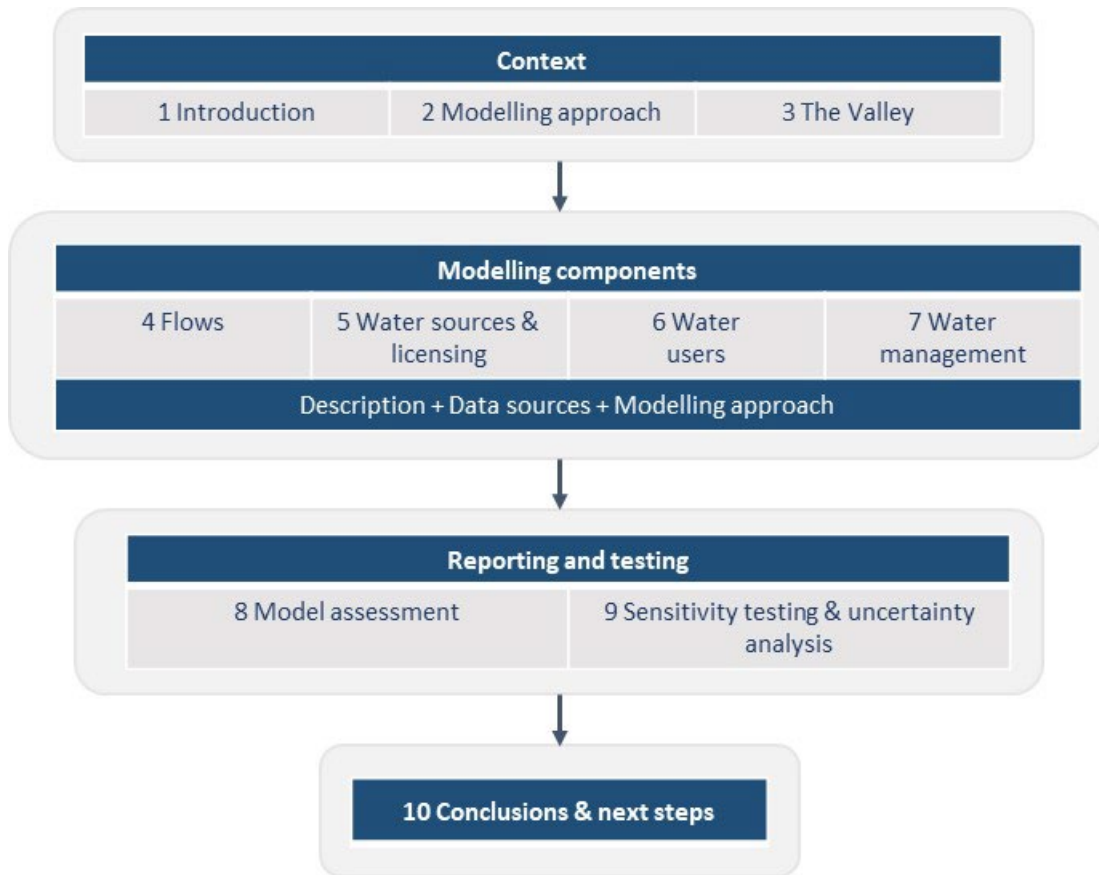 Context
1 Introduction
2 Modelling approach
3 The Valley
Modelling components
4 Flows
5 Water sources &
licensing
6 Water
users
7 Water
management
Description + Data sources + Modelling approach
Reporting and testing
8 Model assessment
9 Sensitivity testing & uncertainty
analysis
10 Conclusions & next steps